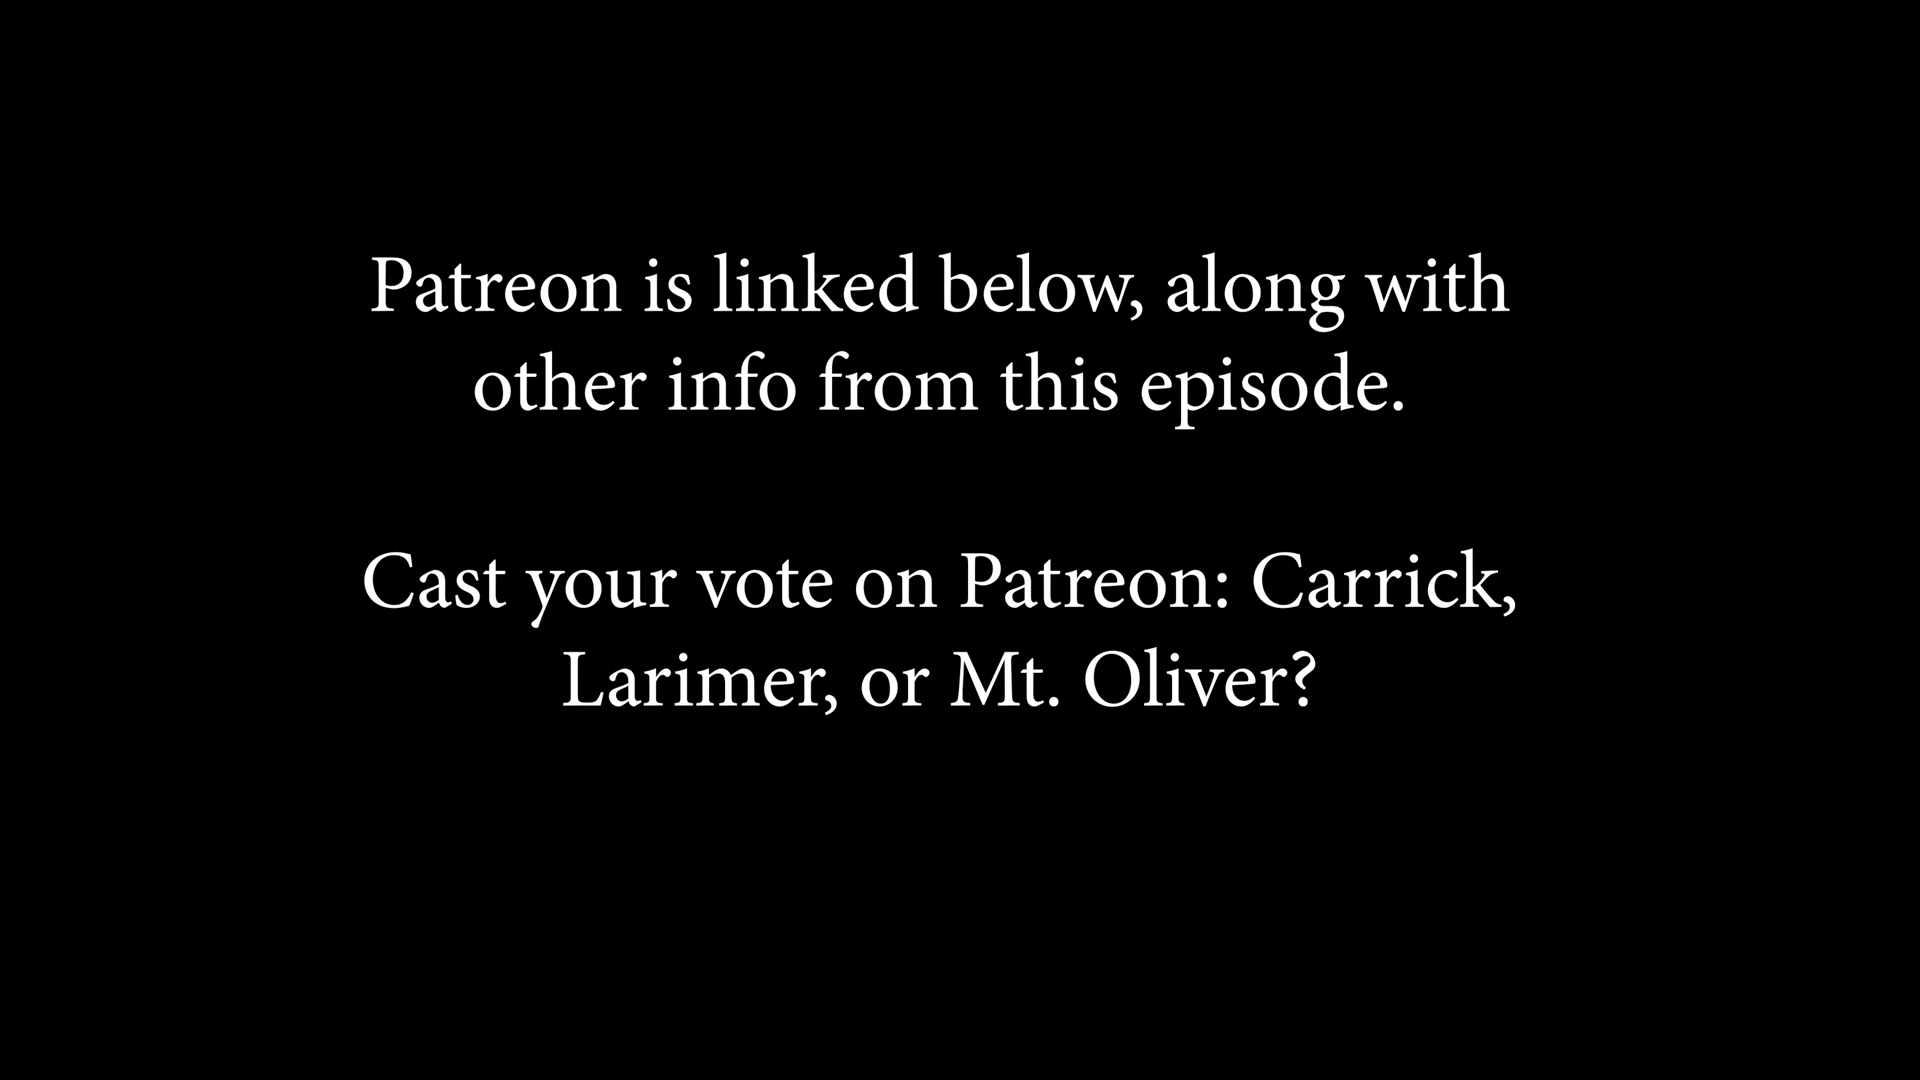 Patreon is linked below, along with
other info from this episode.
Cast your vote on Patreon: Carrick,
Larimer, or Mt. Oliver?